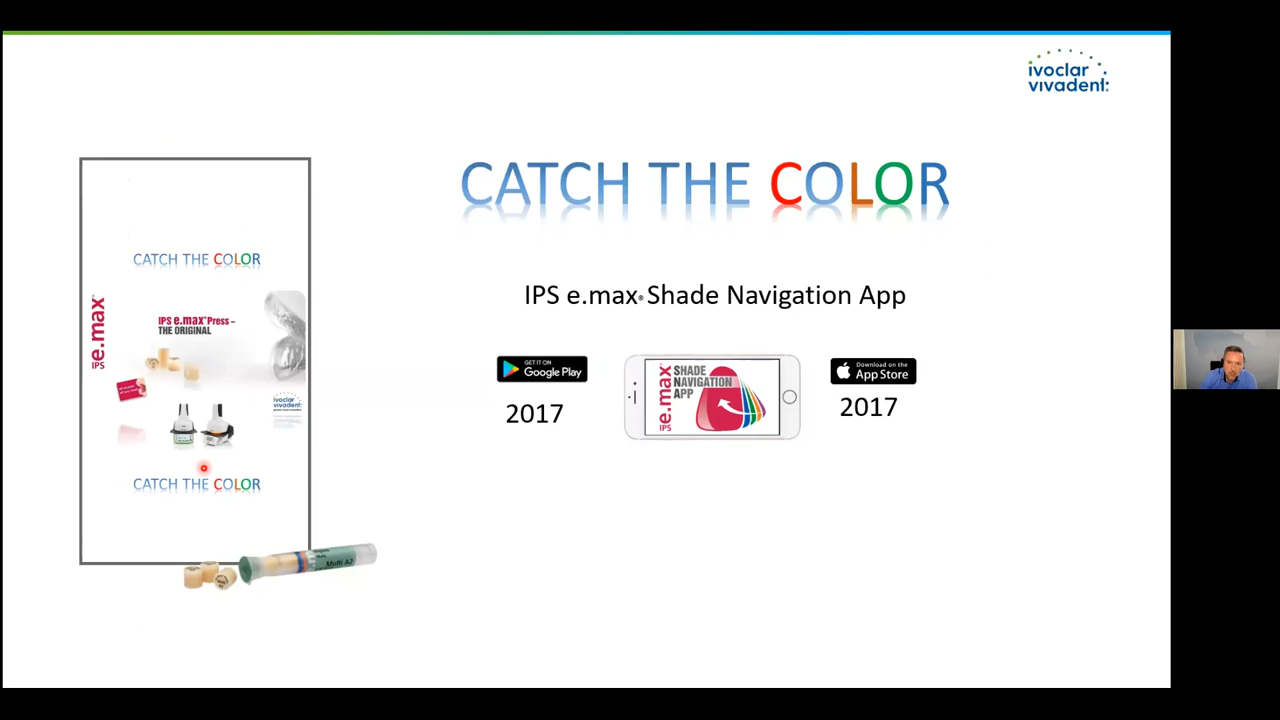 ivoclar
vivadent:
CATCH THE COLOR
IPS e.max® Shade Navigation App
GET IT ON
Google Play
2017
IPS e.max®
SHADE
NAVIGATION
APP
Download on the
App Store
2017
CATCH THE COLOR
IPS e.max®
IPS e.max® Press –
THE ORIGINAL
ivoclar
vivadent:
CATCH THE COLOR
Multi A2